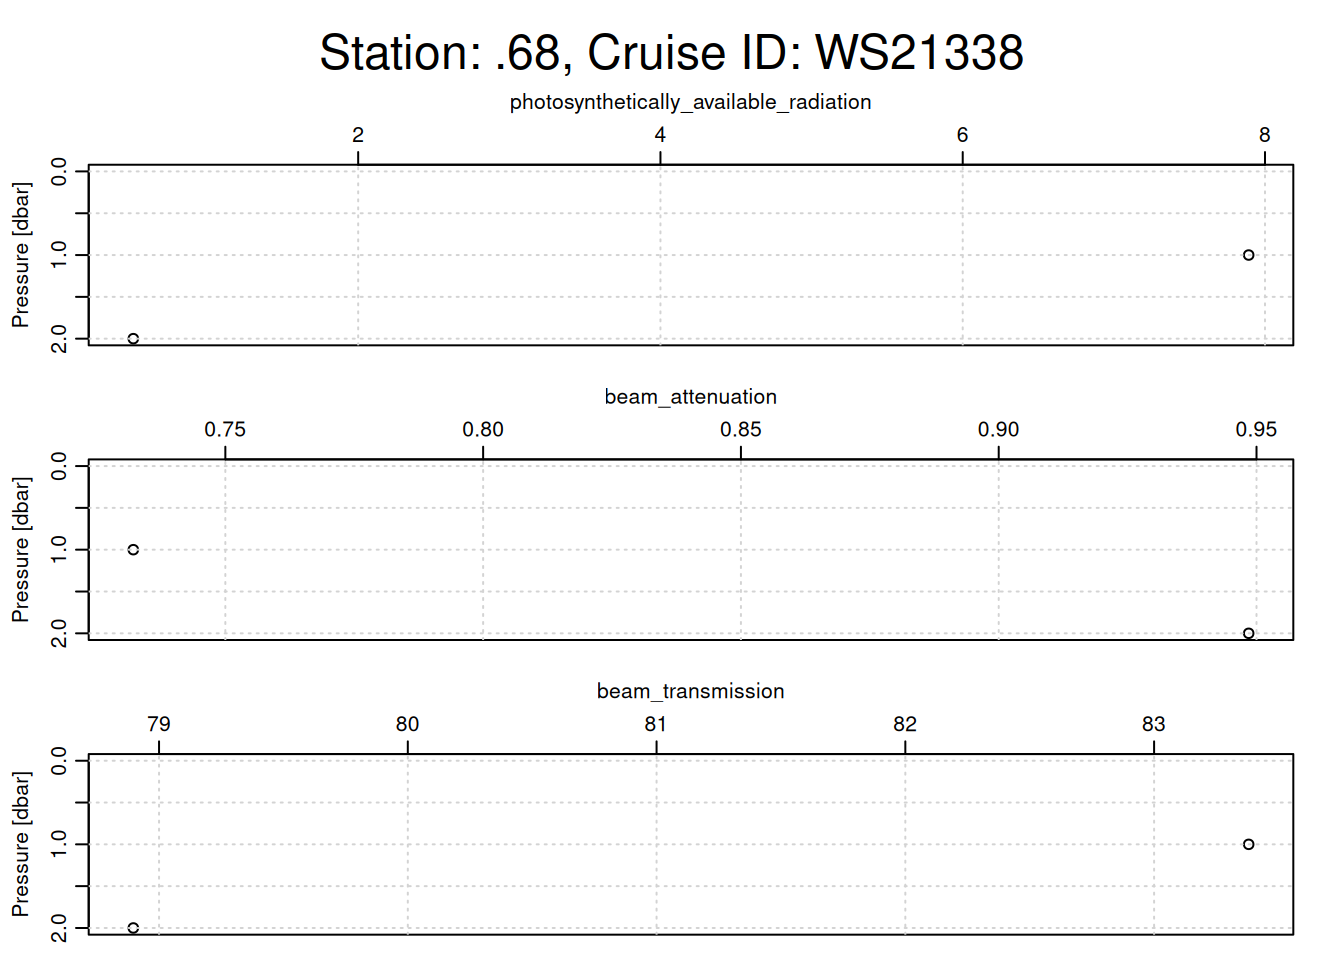 Station: .68, Cruise ID: WS21338
photosynthetically_available_radiation
2 4 6 8
Pressure [dbar]
0.0
1.0
2.0
beam_attenuation
0.75 0.80 0.85 0.90 0.95
Pressure [dbar]
0.0
1.0
2.0
beam_transmission
79 80 81 82 83
Pressure [dbar]
0.0
1.0
2.0